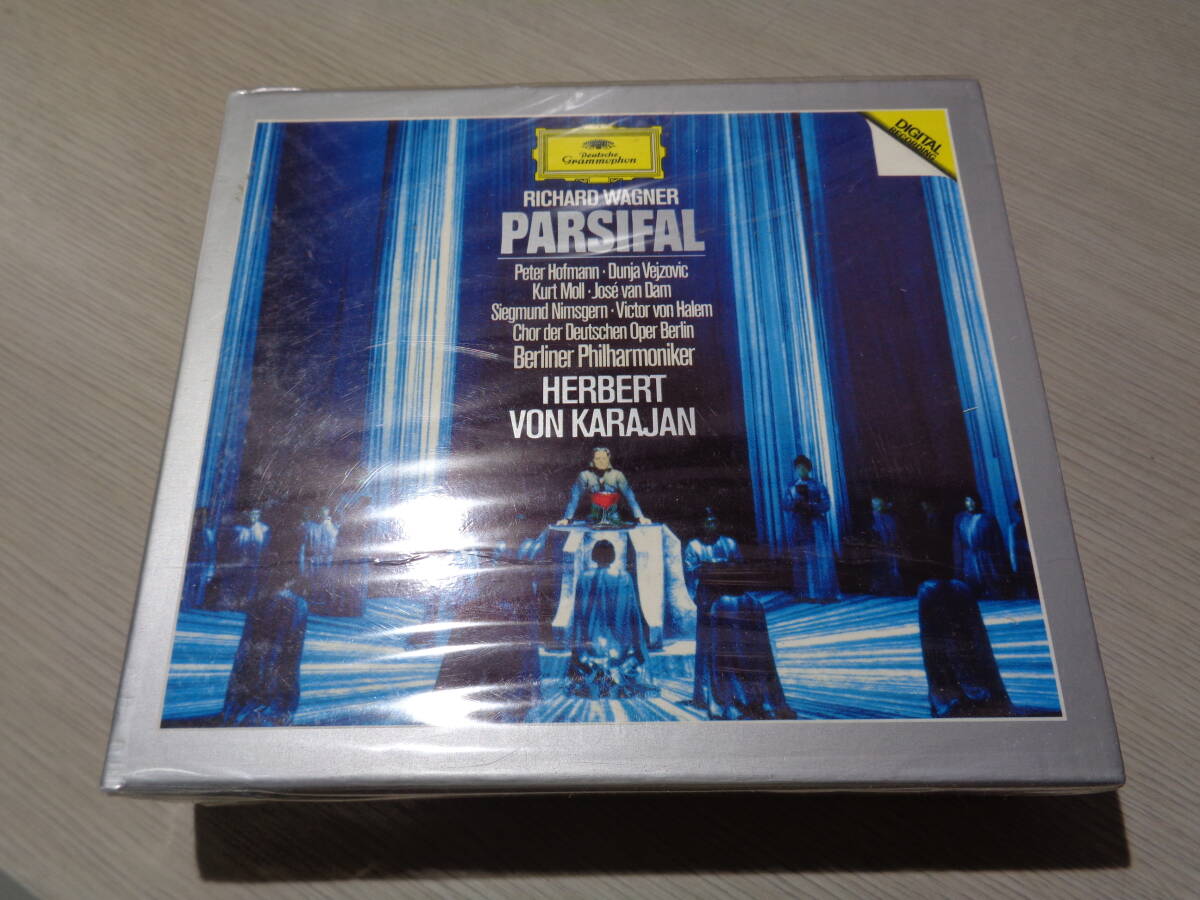 Deutsche
Grammophon
DIGITAL
RECORDING
RICHARD WAGNER
PARSIFAL
Peter Hofmann · Dunja Vejzovic
Kurt Moll · José van Dam
Siegmund Nimsgern · Victor von Halem
Chor der Deutschen Oper Berlin
Berliner Philharmoniker
HERBERT
VON KARAJAN